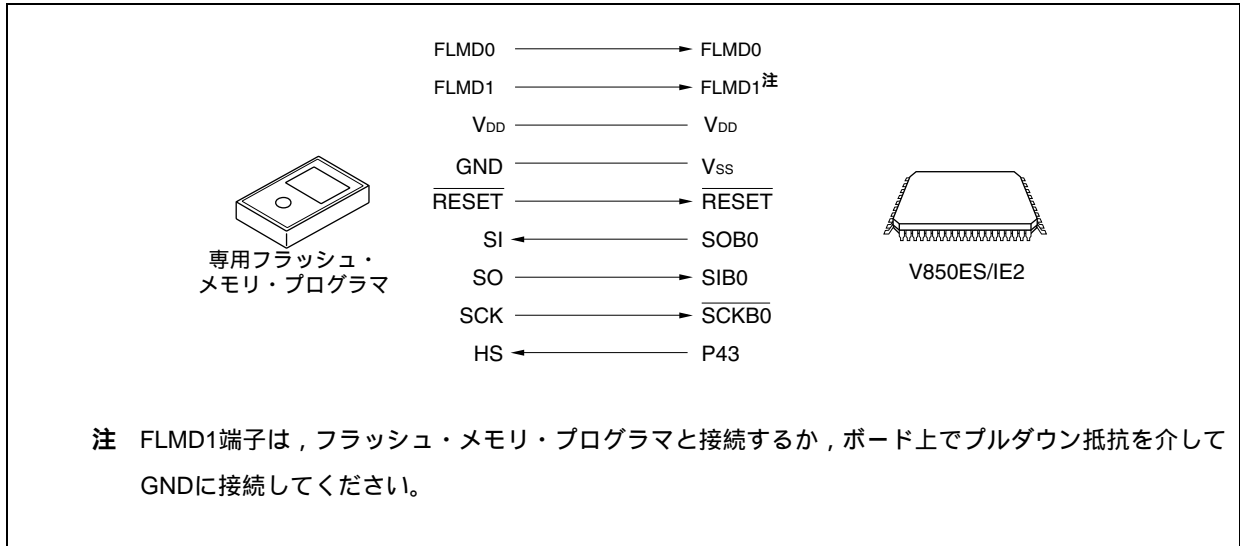 FLMD0 FLMD0
FLMD1 FLMD1注
VDD VDD
GND VSS
RESET RESET
SI SOB0
SO SIB0
SCK SCKB0
HS P43
専用フラッシュ・
メモリ・プログラマ
V850ES/IE2
注 FLMD1端子は，フラッシュ・メモリ・プログラマと接続するか，ボード上でプルダウン抵抗を介して
GNDに接続してください。